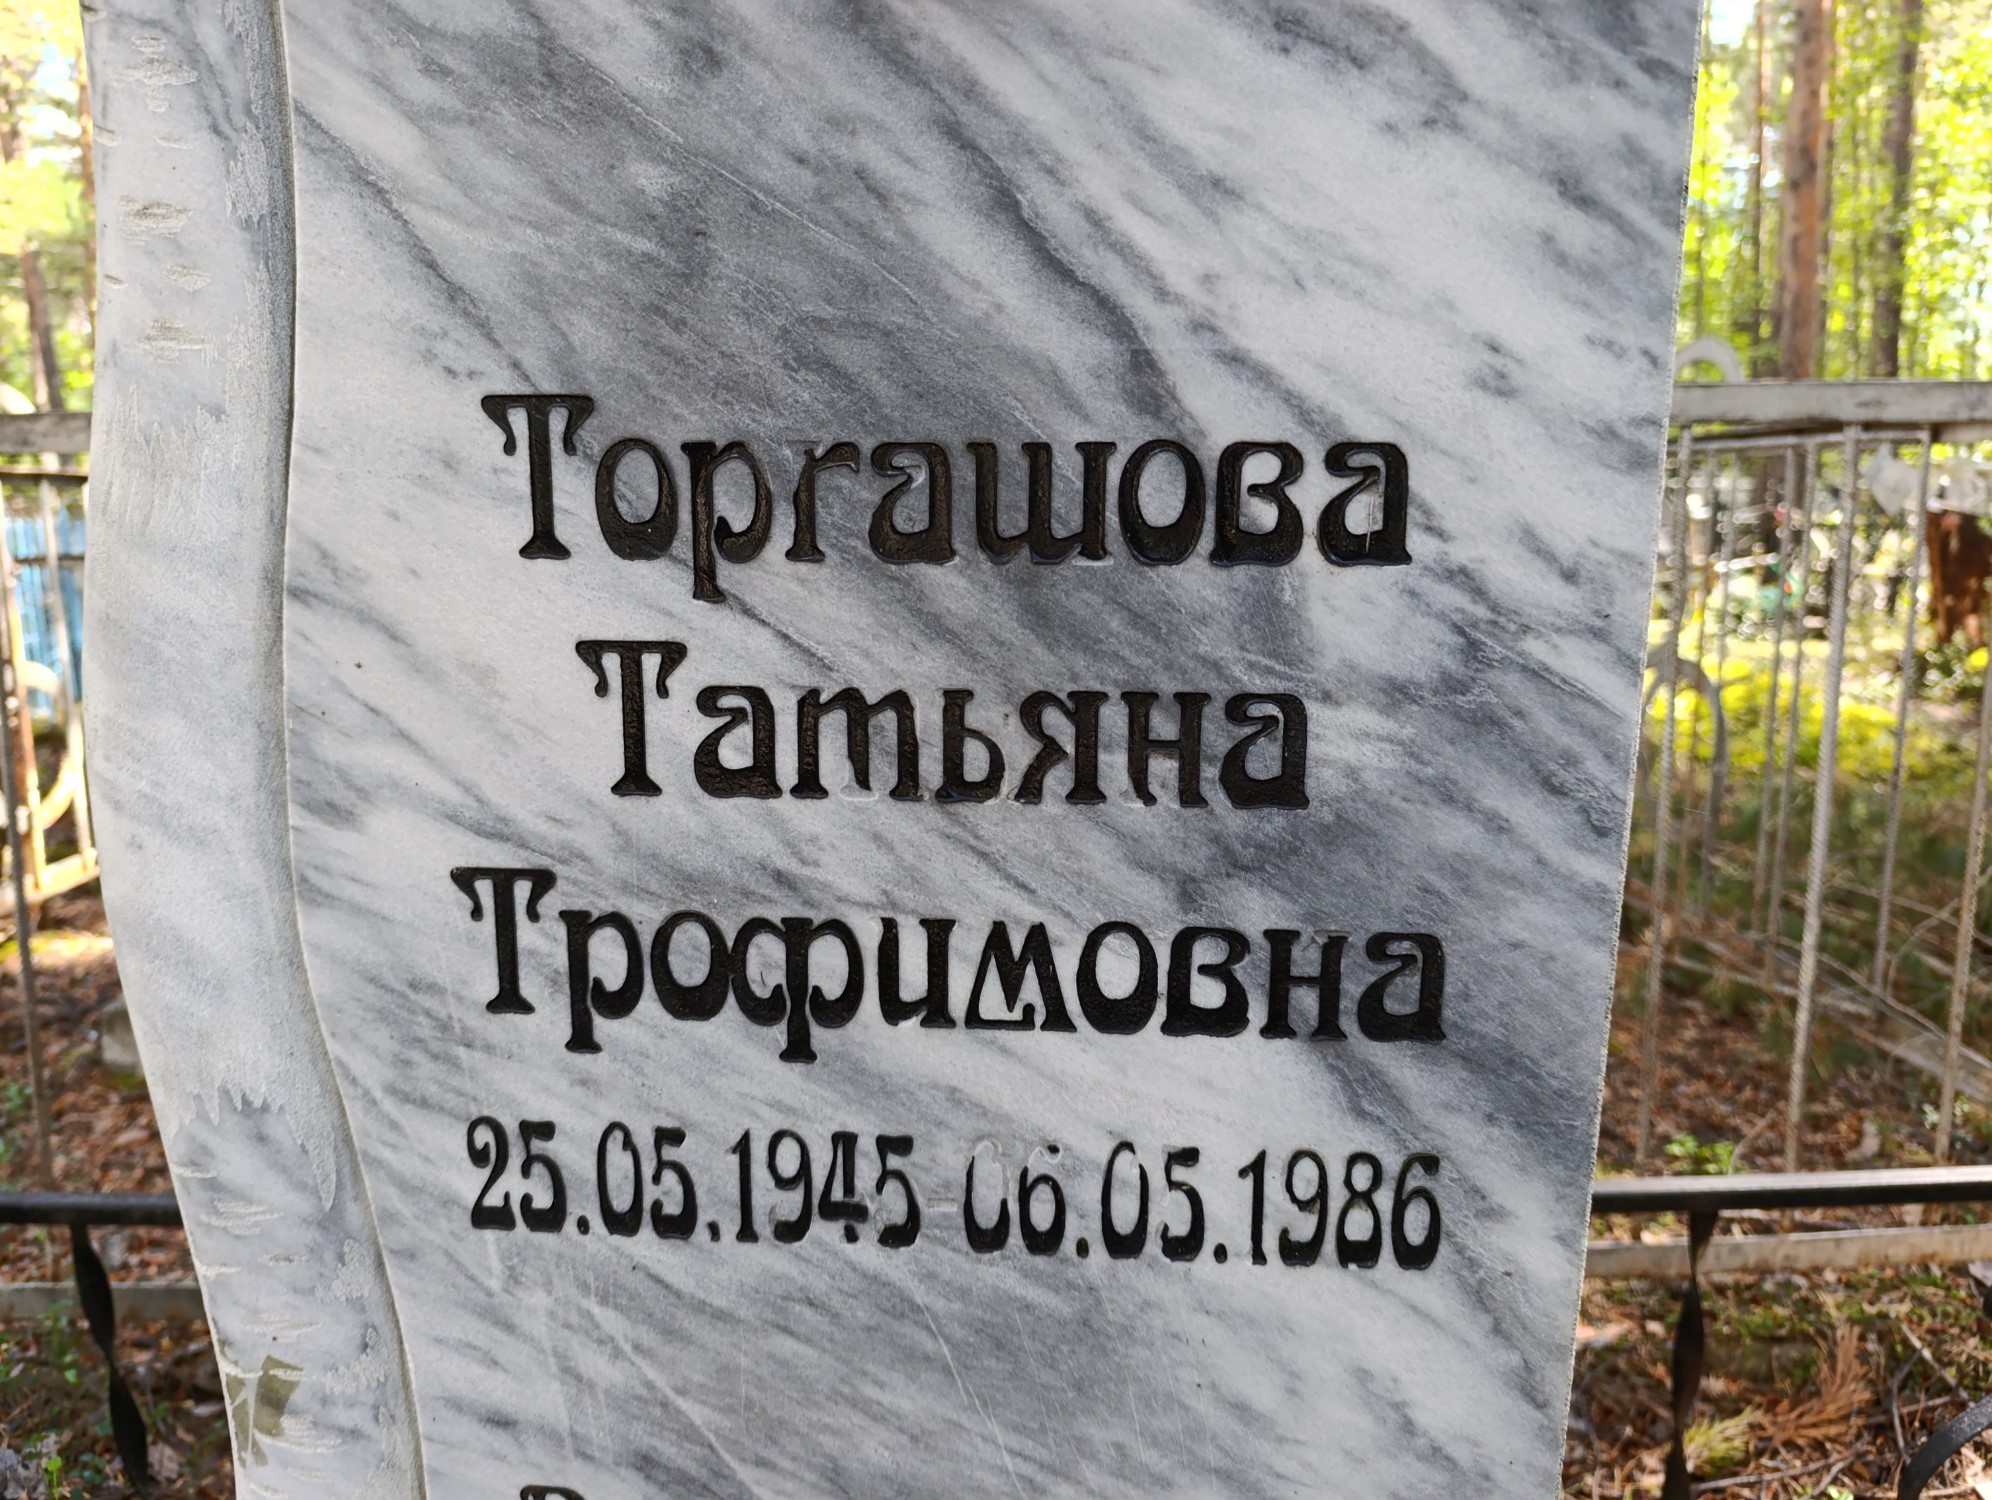 Торгашова
Татьяна
Трофимовна
25.05.1945-06.05.1986